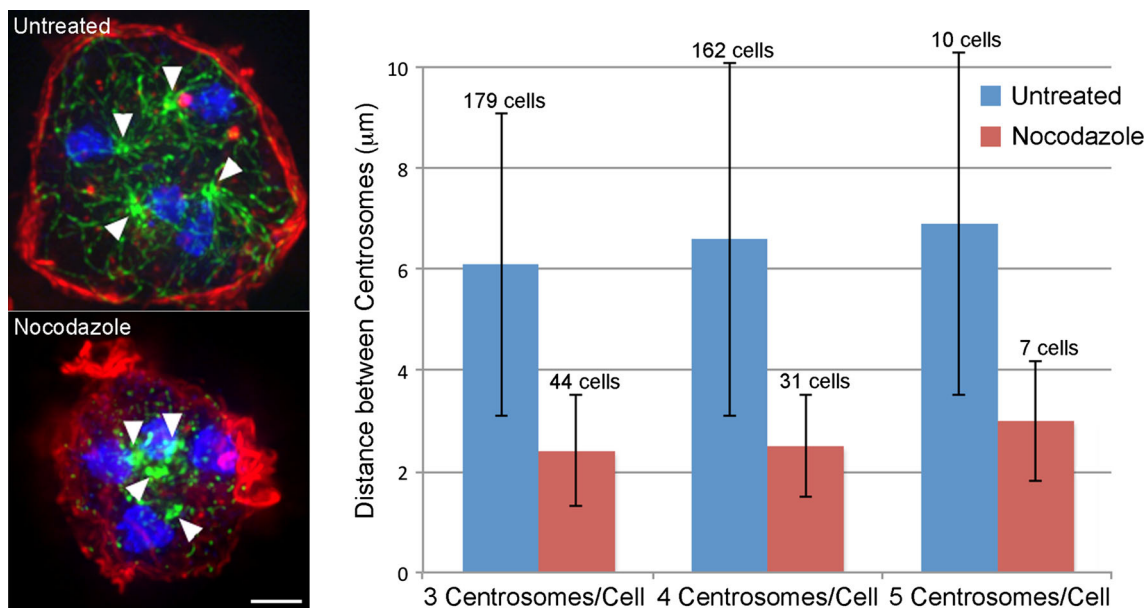 Untreated
Nocodazole
Distance between Centrosomes (μm)
10
8
6
4
2
0
179 cells
44 cells
162 cells
31 cells
10 cells
7 cells
Untreated
Nocodazole
3 Centrosomes/Cell
4 Centrosomes/Cell
5 Centrosomes/Cell